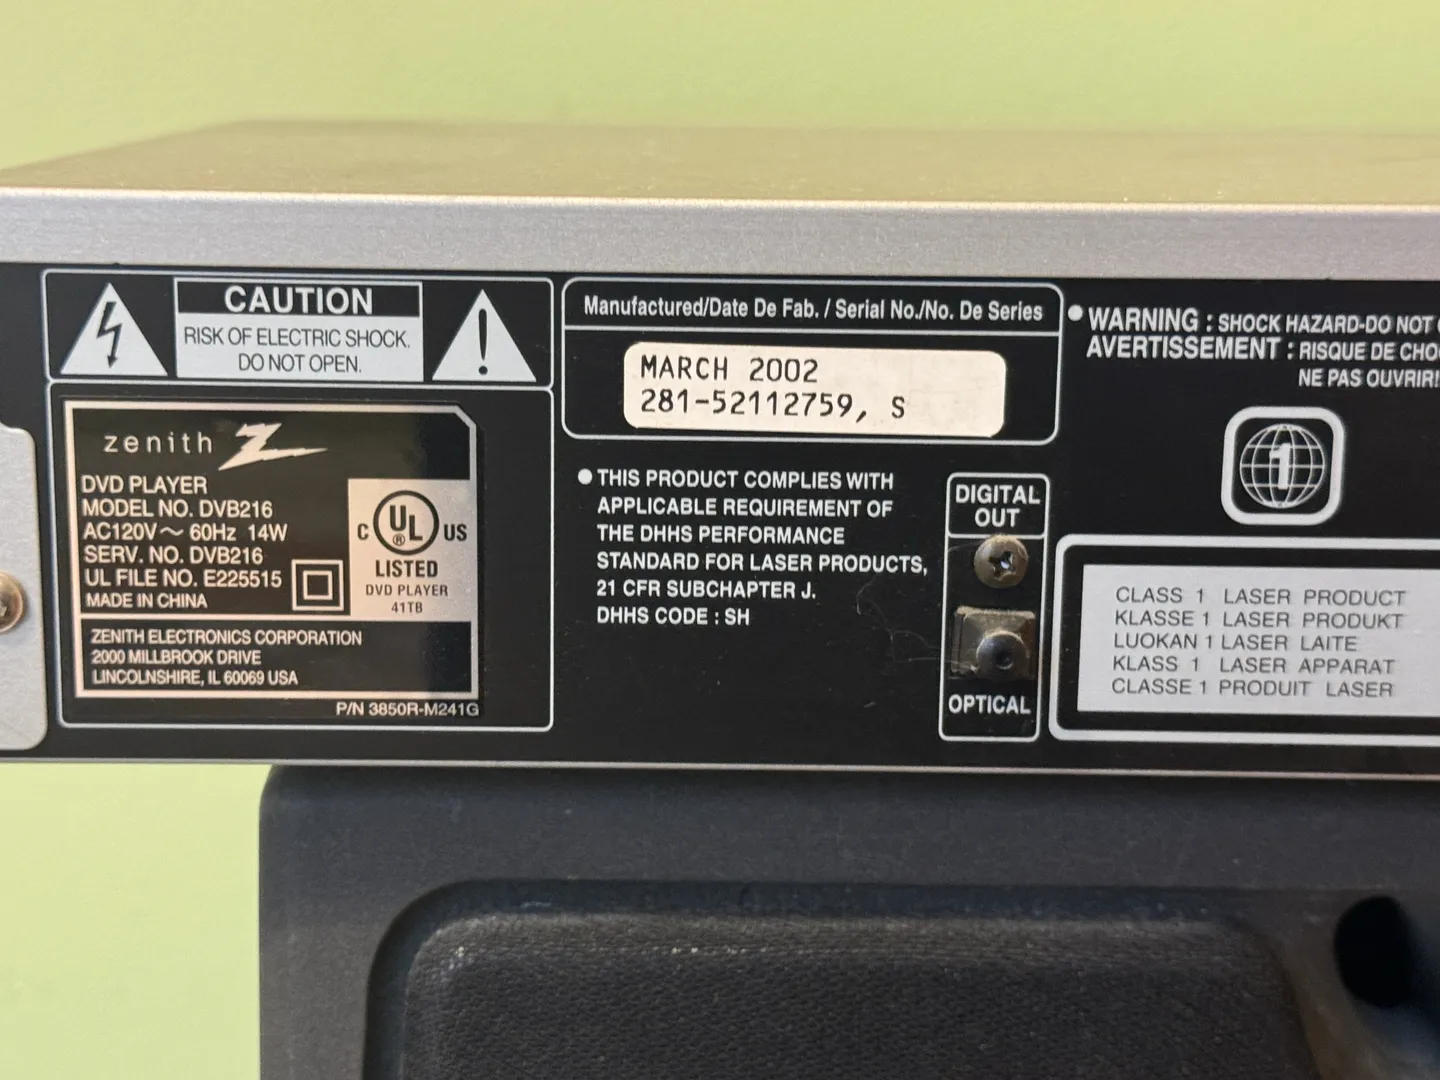 CAUTION
RISK OF ELECTRIC SHOCK.
DO NOT OPEN.
zenith
DVD PLAYER
MODEL NO. DVB216
AC120V～ 60Hz 14W
SERV. NO. DVB216
UL FILE NO. E225515
MADE IN CHINA
C UL ® US
LISTED
DVD PLAYER
41TB
ZENITH ELECTRONICS CORPORATION
2000 MILLBROOK DRIVE
LINCOLNSHIRE, IL 60069 USA
P/N 3850R-M241G
Manufactured/Date De Fab. / Serial No./No. De Series
MARCH 2002
281-52112759, S
● THIS PRODUCT COMPLIES WITH
APPLICABLE REQUIREMENT OF
THE DHHS PERFORMANCE
STANDARD FOR LASER PRODUCTS,
21 CFR SUBCHAPTER J.
DHHS CODE : SH
DIGITAL
OUT
OPTICAL
● WARNING : SHOCK HAZARD-DO NOT
AVERTISSEMENT : RISQUE DE
NE PAS OUVRIR!
1
CLASS 1 LASER PRODUCT
KLASSE 1 LASER PRODUKT
LUOKAN 1 LASER LAITE
KLASS 1 LASER APPARAT
CLASSE 1 PRODUIT LASER